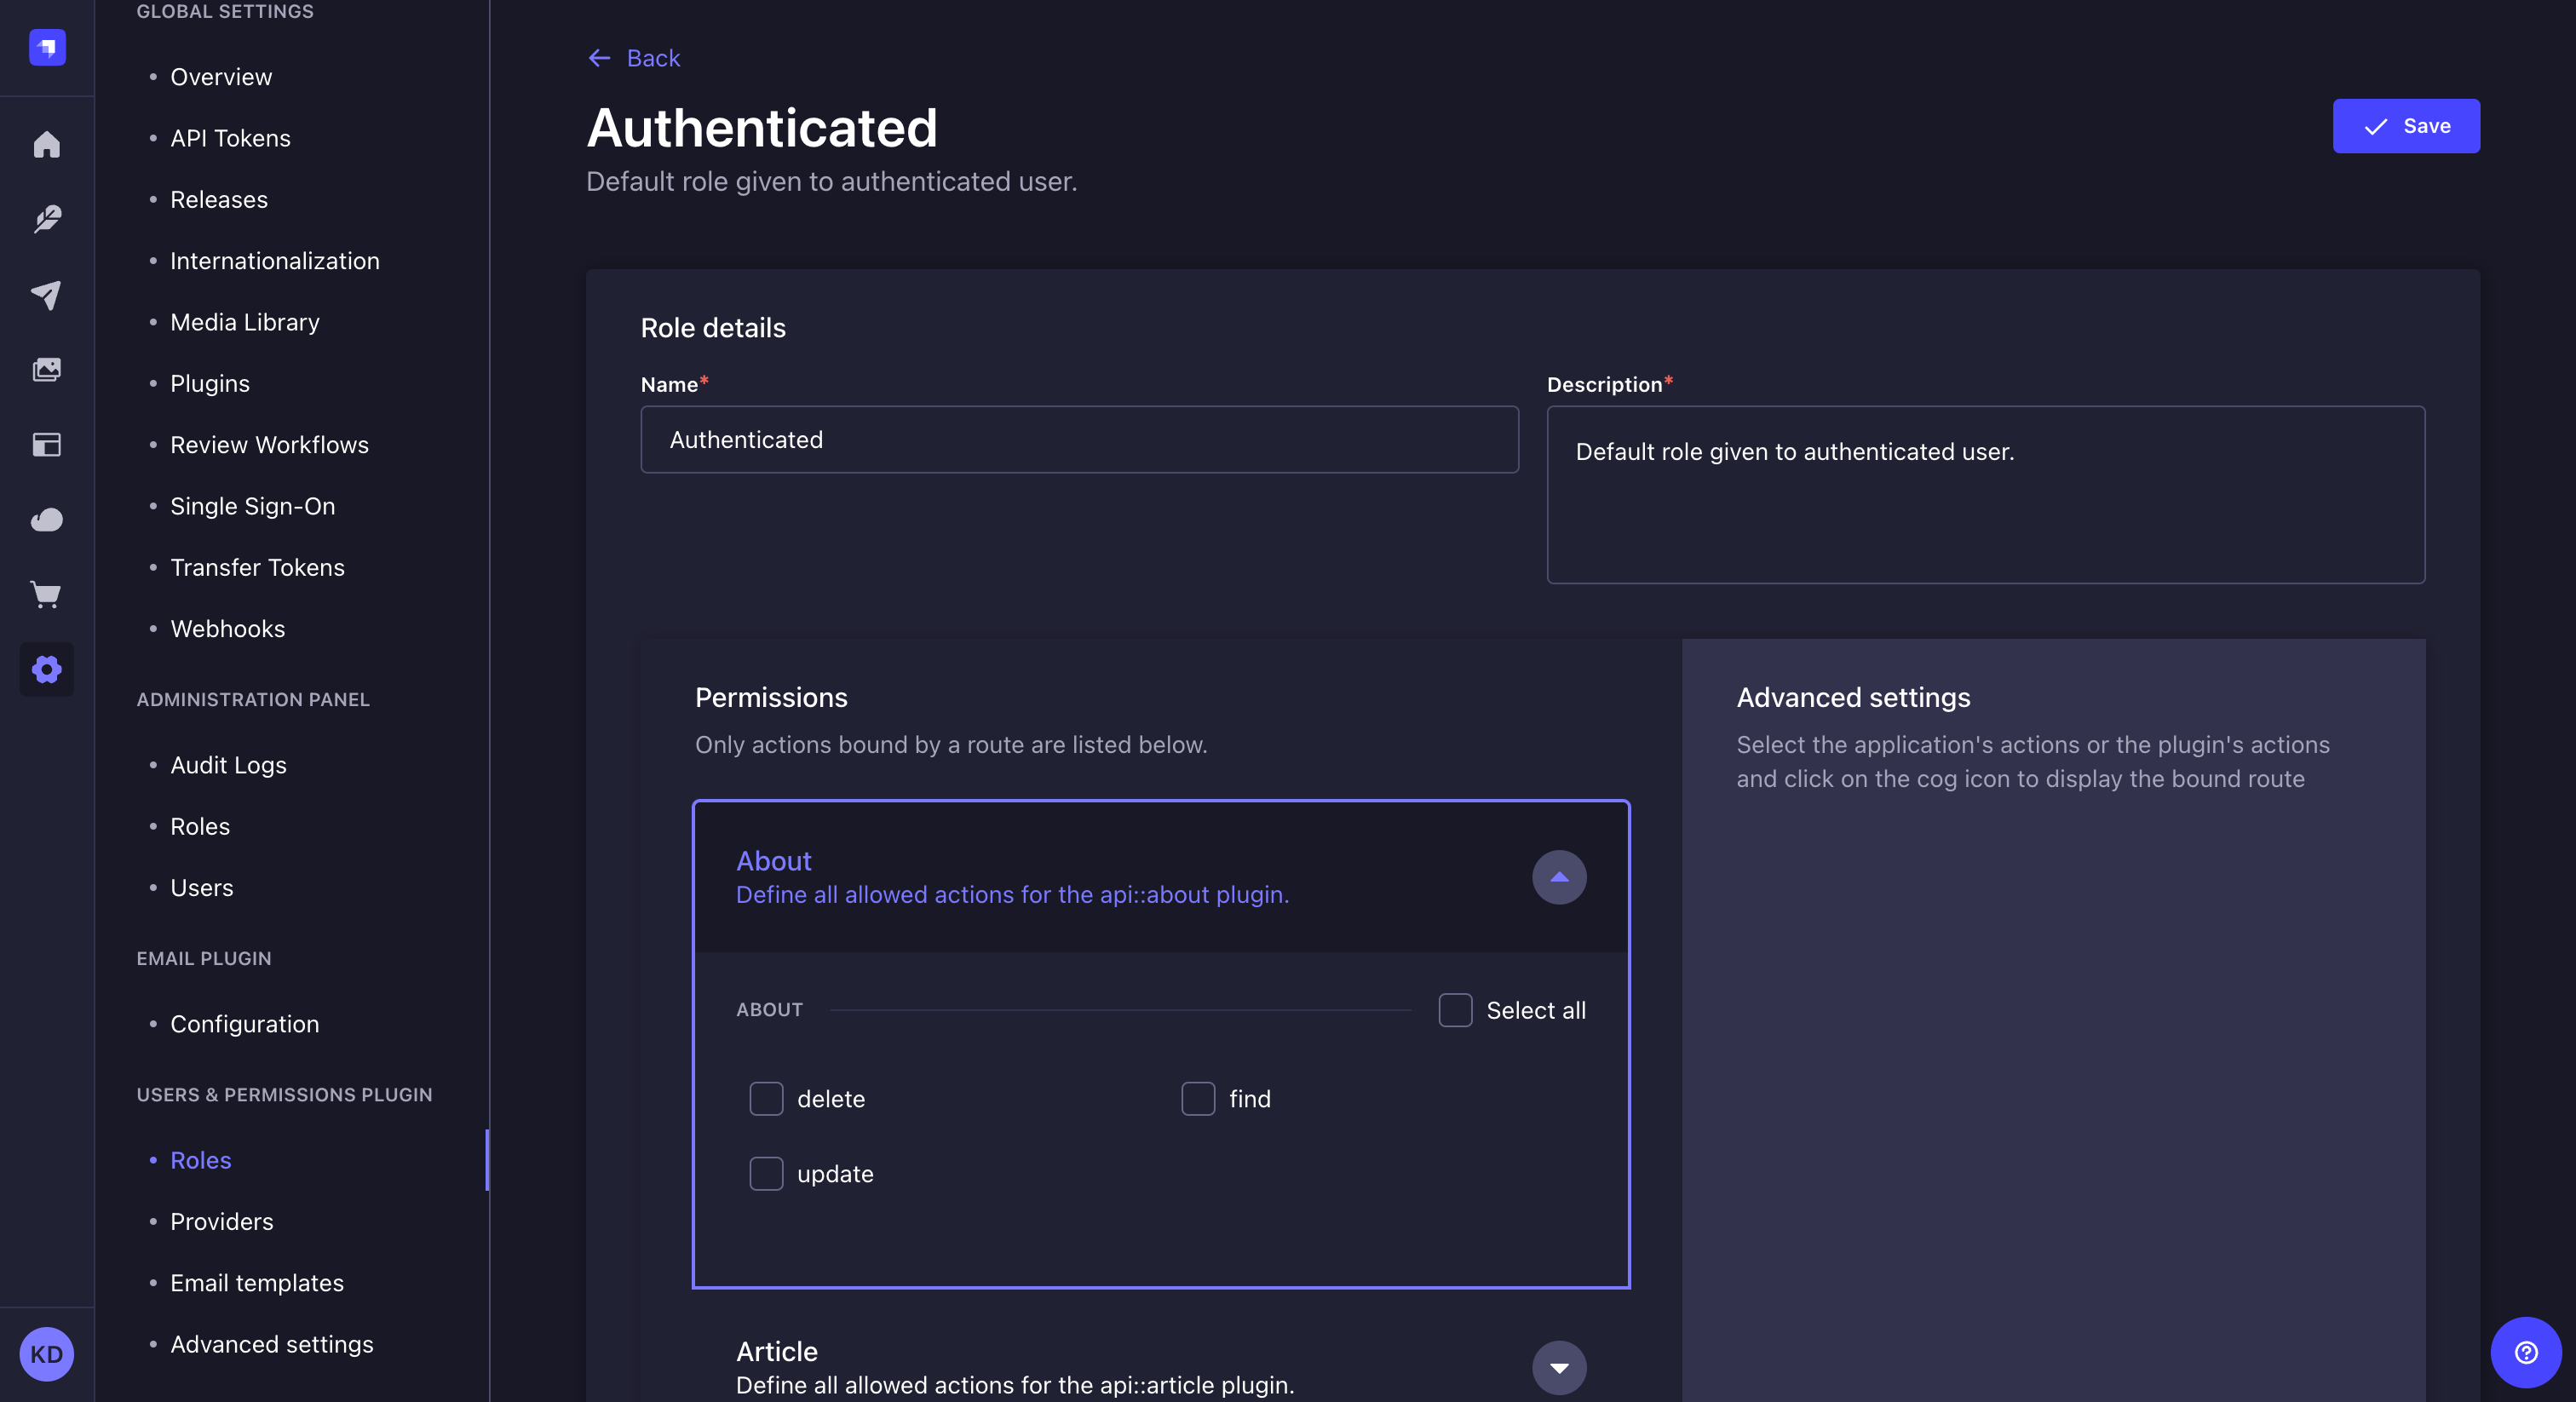 GLOBAL SETTINGS
Overview
API Tokens
Releases
Internationalization
Media Library
Plugins
Review Workflows
Single Sign-On
Transfer Tokens
Webhooks
ADMINISTRATION PANEL
Audit Logs
Roles
Users
EMAIL PLUGIN
Configuration
USERS & PERMISSIONS PLUGIN
Roles
Providers
Email templates
Advanced settings
KD
Back
Authenticated
Default role given to authenticated user.
Save
Role details
Name*
Authenticated
Description*
Default role given to authenticated user.
Permissions
Only actions bound by a route are listed below.
About
Define all allowed actions for the api::about plugin.
ABOUT
Select all
delete
find
update
Article
Define all allowed actions for the api::article plugin.
Advanced settings
Select the application's actions or the plugin's actions
and click on the cog icon to display the bound route